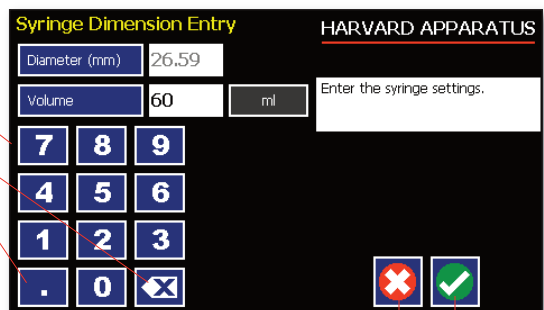 Syringe Dimension Entry
HARVARD APPARATUS
Diameter (mm) 26.59
Volume 60 ml
Enter the syringe settings.
7 8 9
4 5 6
1 2 3
. 0 X